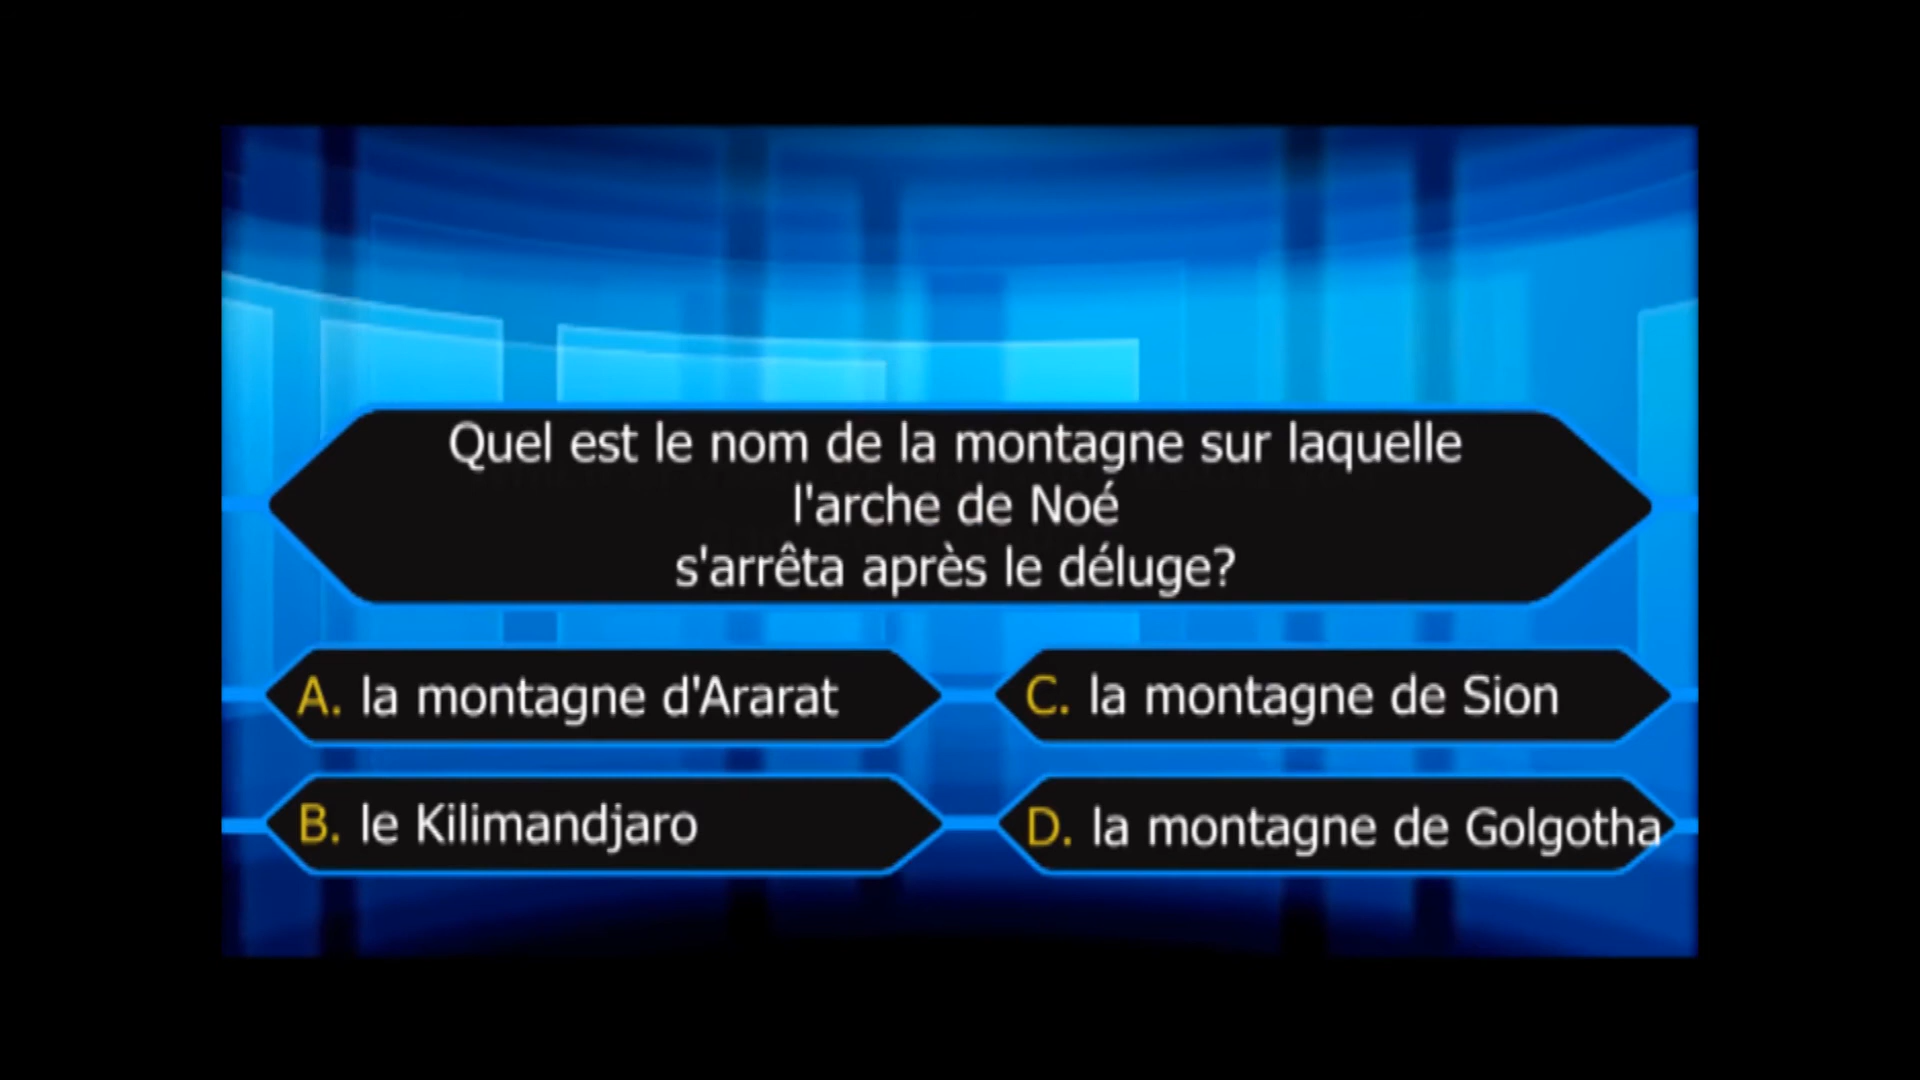 Quel est le nom de la montagne sur laquelle
l'arche de Noé
s'arrêta après le déluge?
A. la montagne d'Ararat
C. la montagne de Sion
B. le Kilimandjaro
D. la montagne de Golgotha